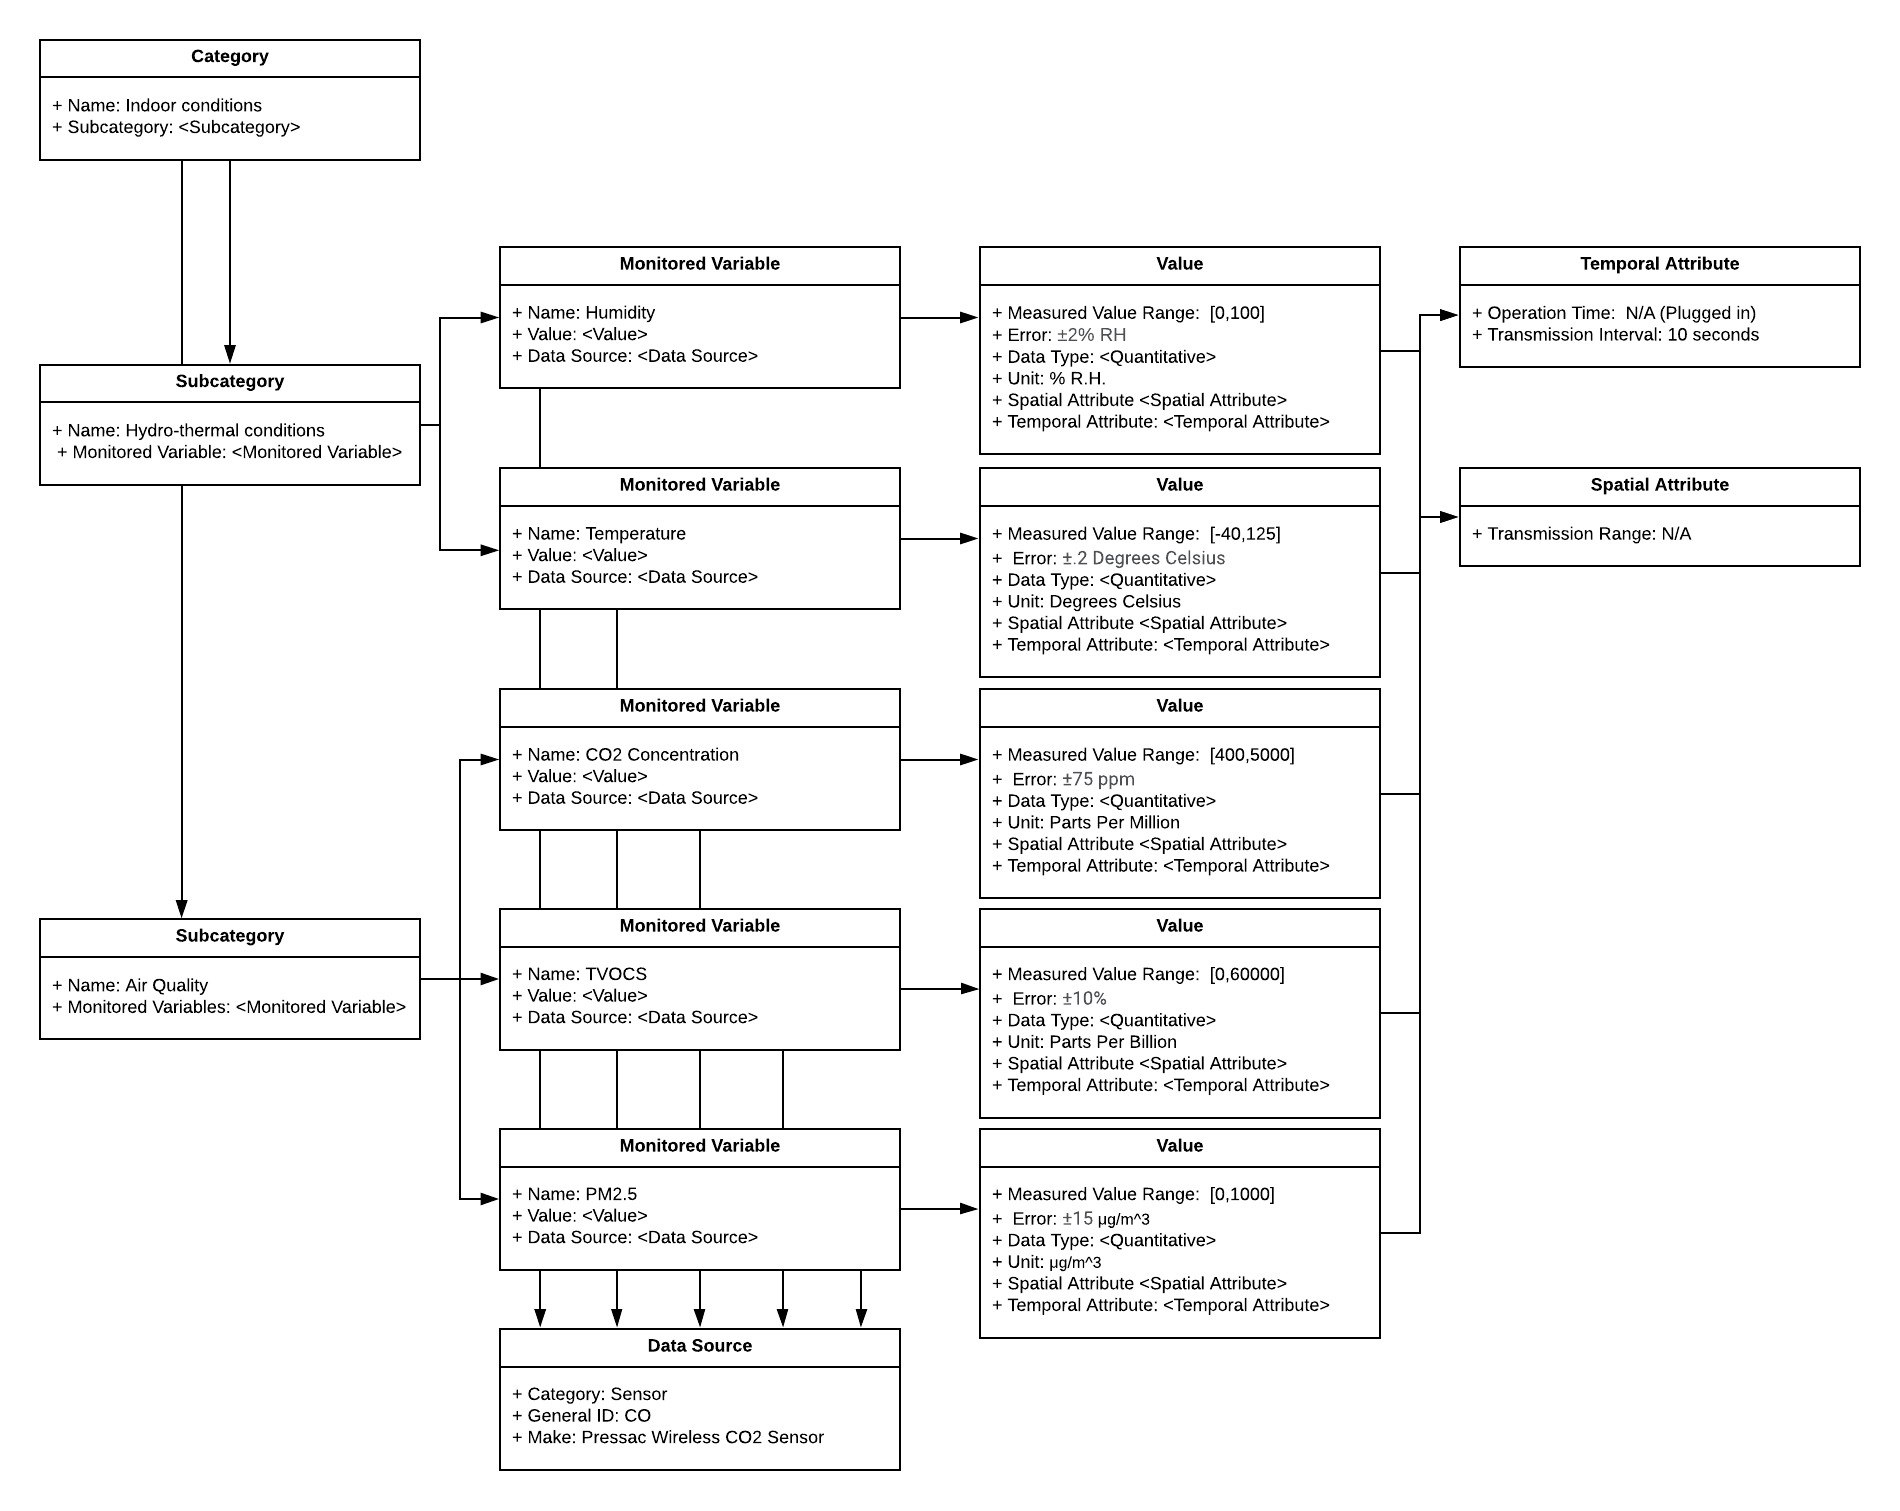 Category
+ Name: Indoor conditions
+ Subcategory: <Subcategory>
Subcategory
+ Name: Hydro-thermal conditions
+ Monitored Variable: <Monitored Variable>
Subcategory
+ Name: Air Quality
+ Monitored Variables: <Monitored Variable>
Monitored Variable
+ Name: Humidity
+ Value: <Value>
+ Data Source: <Data Source>
Monitored Variable
+ Name: Temperature
+ Value: <Value>
+ Data Source: <Data Source>
Monitored Variable
+ Name: CO2 Concentration
+ Value: <Value>
+ Data Source: <Data Source>
Monitored Variable
+ Name: TVOCS
+ Value: <Value>
+ Data Source: <Data Source>
Monitored Variable
+ Name: PM2.5
+ Value: <Value>
+ Data Source: <Data Source>
Data Source
+ Category: Sensor
+ General ID: CO
+ Make: Pressac Wireless CO2 Sensor
Value
+ Measured Value Range: [0,100]
+ Error: ±2% RH
+ Data Type: <Quantitative>
+ Unit: % R.H.
+ Spatial Attribute <Spatial Attribute>
+ Temporal Attribute: <Temporal Attribute>
Value
+ Measured Value Range: [-40,125]
+ Error: ±.2 Degrees Celsius
+ Data Type: <Quantitative>
+ Unit: Degrees Celsius
+ Spatial Attribute <Spatial Attribute>
+ Temporal Attribute: <Temporal Attribute>
Value
+ Measured Value Range: [400,5000]
+ Error: ±75 ppm
+ Data Type: <Quantitative>
+ Unit: Parts Per Million
+ Spatial Attribute <Spatial Attribute>
+ Temporal Attribute: <Temporal Attribute>
Value
+ Measured Value Range: [0,60000]
+ Error: ±10%
+ Data Type: <Quantitative>
+ Unit: Parts Per Billion
+ Spatial Attribute <Spatial Attribute>
+ Temporal Attribute: <Temporal Attribute>
Value
+ Measured Value Range: [0,1000]
+ Error: ±15 µg/m^3
+ Data Type: <Quantitative>
+ Unit: µg/m^3
+ Spatial Attribute <Spatial Attribute>
+ Temporal Attribute: <Temporal Attribute>
Temporal Attribute
+ Operation Time: N/A (Plugged in)
+ Transmission Interval: 10 seconds
Spatial Attribute
+ Transmission Range: N/A